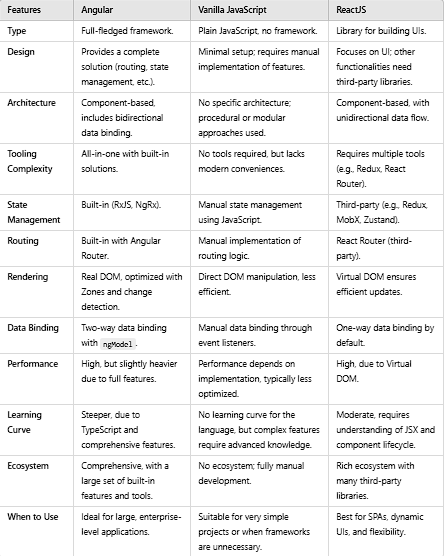 Features Angular Vanilla JavaScript ReactJS
Type Full-fledged framework. Plain JavaScript, no framework. Library for building UIs.
Design Provides a complete Minimal setup; requires manual Focuses on UI; other
solution (routing, state implementation of features. functionalities need
management, etc.). third-party libraries.
Architecture Component-based, No specific architecture; Component-based, with
includes bidirectional procedural or modular unidirectional data flow.
data binding. approaches used.
Tooling All-in-one with built-in No tools required, but lacks Requires multiple tools
Complexity solutions. modern conveniences. (e.g., Redux, React
Router).
State Built-in (RxJS, NgRx). Manual state management Third-party (e.g., Redux,
Management using JavaScript. MobX, Zustand).
Routing Built-in with Angular Manual implementation of React Router (third-
Router. routing logic. party).
Rendering Real DOM, optimized with Direct DOM manipulation, less Virtual DOM ensures
Zones and change efficient. efficient updates.
detection.
Data Binding Two-way data binding Manual data binding through One-way data binding by
with ngModel. event listeners. default.
Performance High, but slightly heavier Performance depends on High, due to Virtual
due to full features. implementation, typically less DOM.
optimized.
Learning Steeper, due to No learning curve for the Moderate, requires
Curve TypeScript and language, but complex features understanding of JSX and
comprehensive features. require advanced knowledge. component lifecycle.
Ecosystem Comprehensive, with a No ecosystem; fully manual Rich ecosystem with
large set of built-in development. many third-party
features and tools. libraries.
When to Use Ideal for large, enterprise- Suitable for very simple Best for SPAs, dynamic
level applications. projects or when frameworks UIs, and flexibility.
are unnecessary.